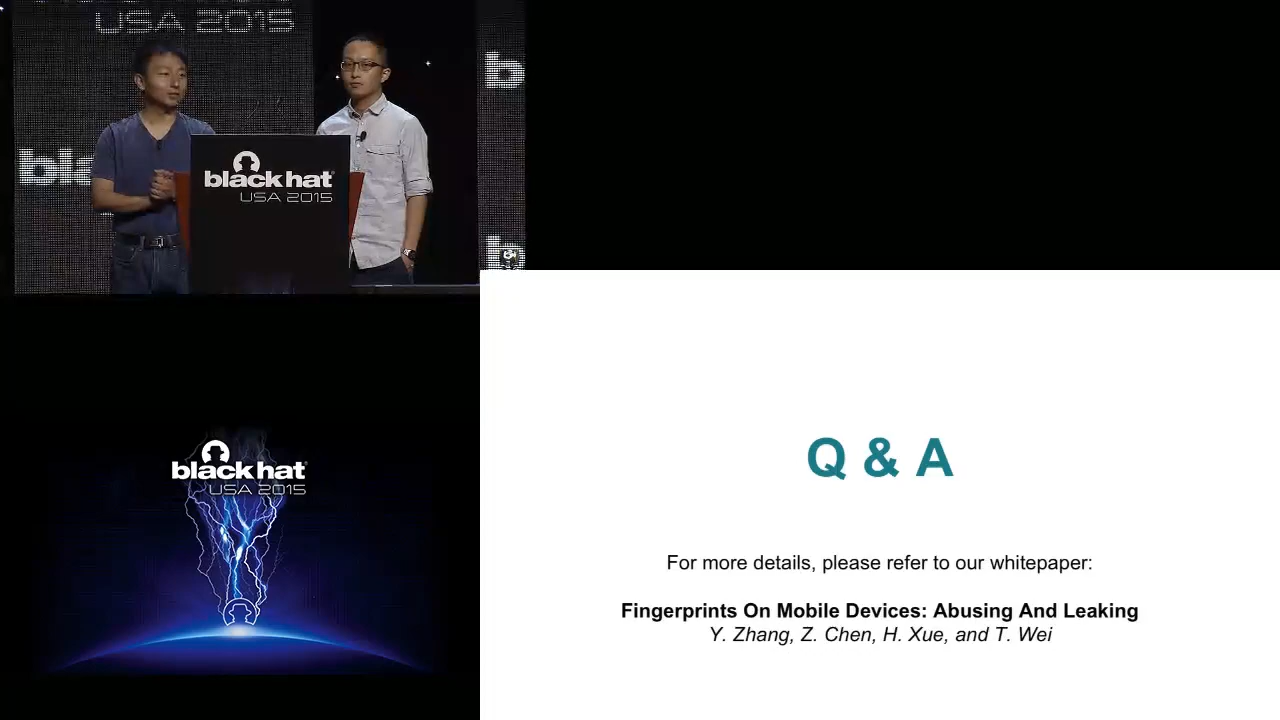 USA 2015
bla
b
black hat
USA 2015
b
black hat
USA 2015
Q & A
For more details, please refer to our whitepaper:
Fingerprints On Mobile Devices: Abusing And Leaking
Y. Zhang, Z. Chen, H. Xue, and T. Wei